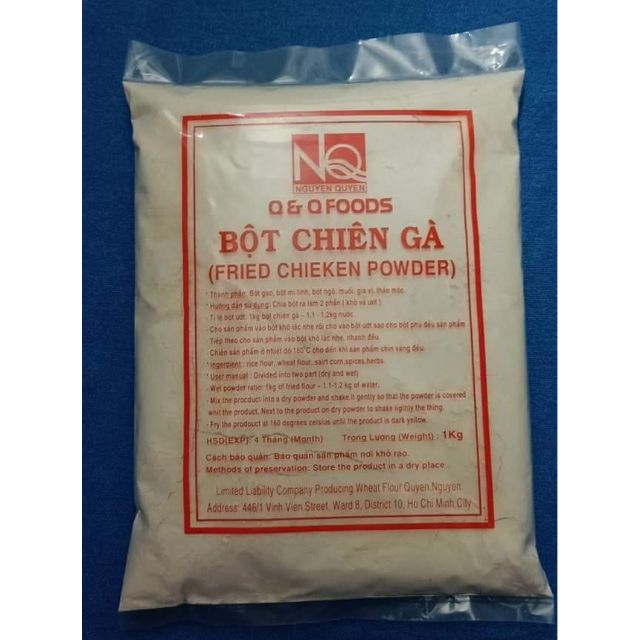 NQ
NGUYEN QUYEN
Q & Q FOODS
BỘT CHIÊN GÀ
(FRIED CHIEKEN POWDER)
* Thành phần: Bột gạo, bột mì tinh, bột ngô, muối, gia vị, thảo mộc.
* Hướng dẫn sử dụng: Chia bột ra làm 2 phần ( khô và ướt )
- Tỉ lệ bột ướt: 1kg bột chiên gà – 1,1 - 1,2kg nước.
- Cho sản phẩm vào bột khô lắc nhẹ rồi cho vào bột ướt sao cho bột phủ đều sản phẩm
Tiếp theo cho sản phẩm vào bột khô lắc nhẹ, nhanh đều.
- Chiên sản phẩm ở nhiệt độ 160°C cho đến khi sản phẩm chín vàng đều.
* Ingerdient : rice flour, wheat flour, salrt corn,spices,herbs.
* User manual : Divided into two part (dry and wet)
- Wet powder ratio: 1kg of fried flour – 1.1-1.2 kg of water.
- Mix the procduct into a dry powder and shake it gently so that the powder is covered
whit the product. Next to the product on dry powder to shake ligthly the thing.
- Fry the prodoct at 160 degrees celsius until the product is dark yellow.
HSD(EXP): 4 Tháng (Month) Trọng Lượng (Weight) : 1Kg
Cách bảo quản: Bảo quản sản phẩm nơi khô ráo.
Methods of preservation: Store the product in a dry place
Limited Liability Company Producing Wheat Flour Quyen Nguyen
Address: 446/1 Vinh Vien Street, Ward 8, District 10, Ho Chi Minh City